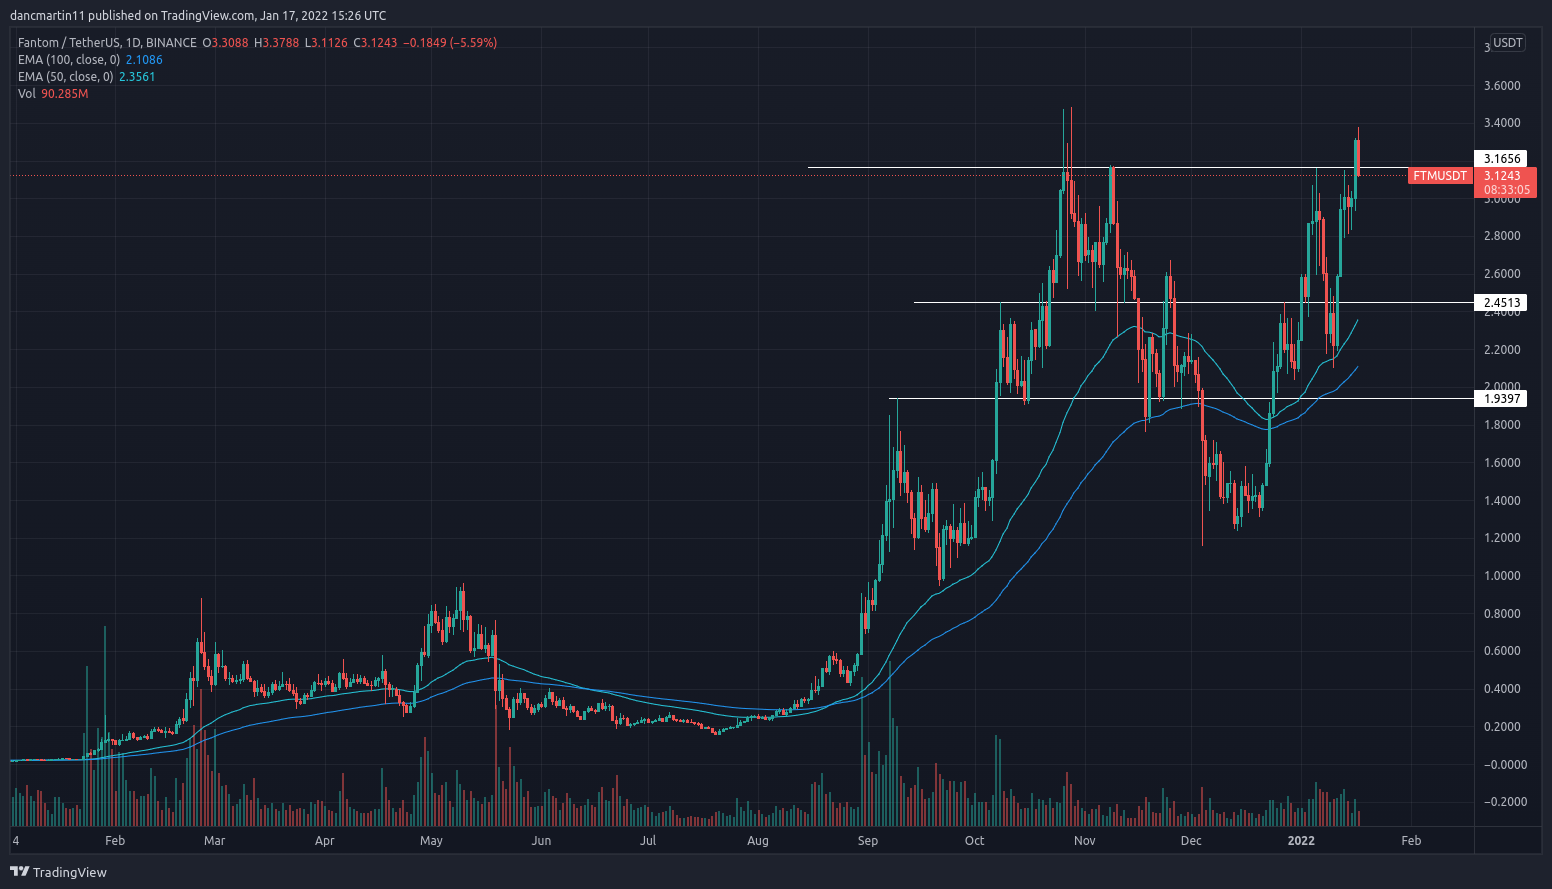 dancmartin11 published on TradingView.com, Jan 17, 2022 15:26 UTC
Fantom / TetherUS, 1D, BINANCE O3.3088 H3.3788 L3.1126 C3.1243 −0.1849 (−5.59%)
EMA (100, close, 0) 2.1086
EMA (50, close, 0) 2.3561
Vol 90.285M
USDT
3.6000
3.4000
3.1656
FTMUSDT 3.1243
08:33:05
3.0000
2.8000
2.6000
2.4513
2.4000
2.2000
2.0000
1.9397
1.8000
1.6000
1.4000
1.2000
1.0000
0.8000
0.6000
0.4000
0.2000
−0.0000
−0.2000
4 Feb Mar Apr May Jun Jul Aug Sep Oct Nov Dec 2022 Feb
TradingView